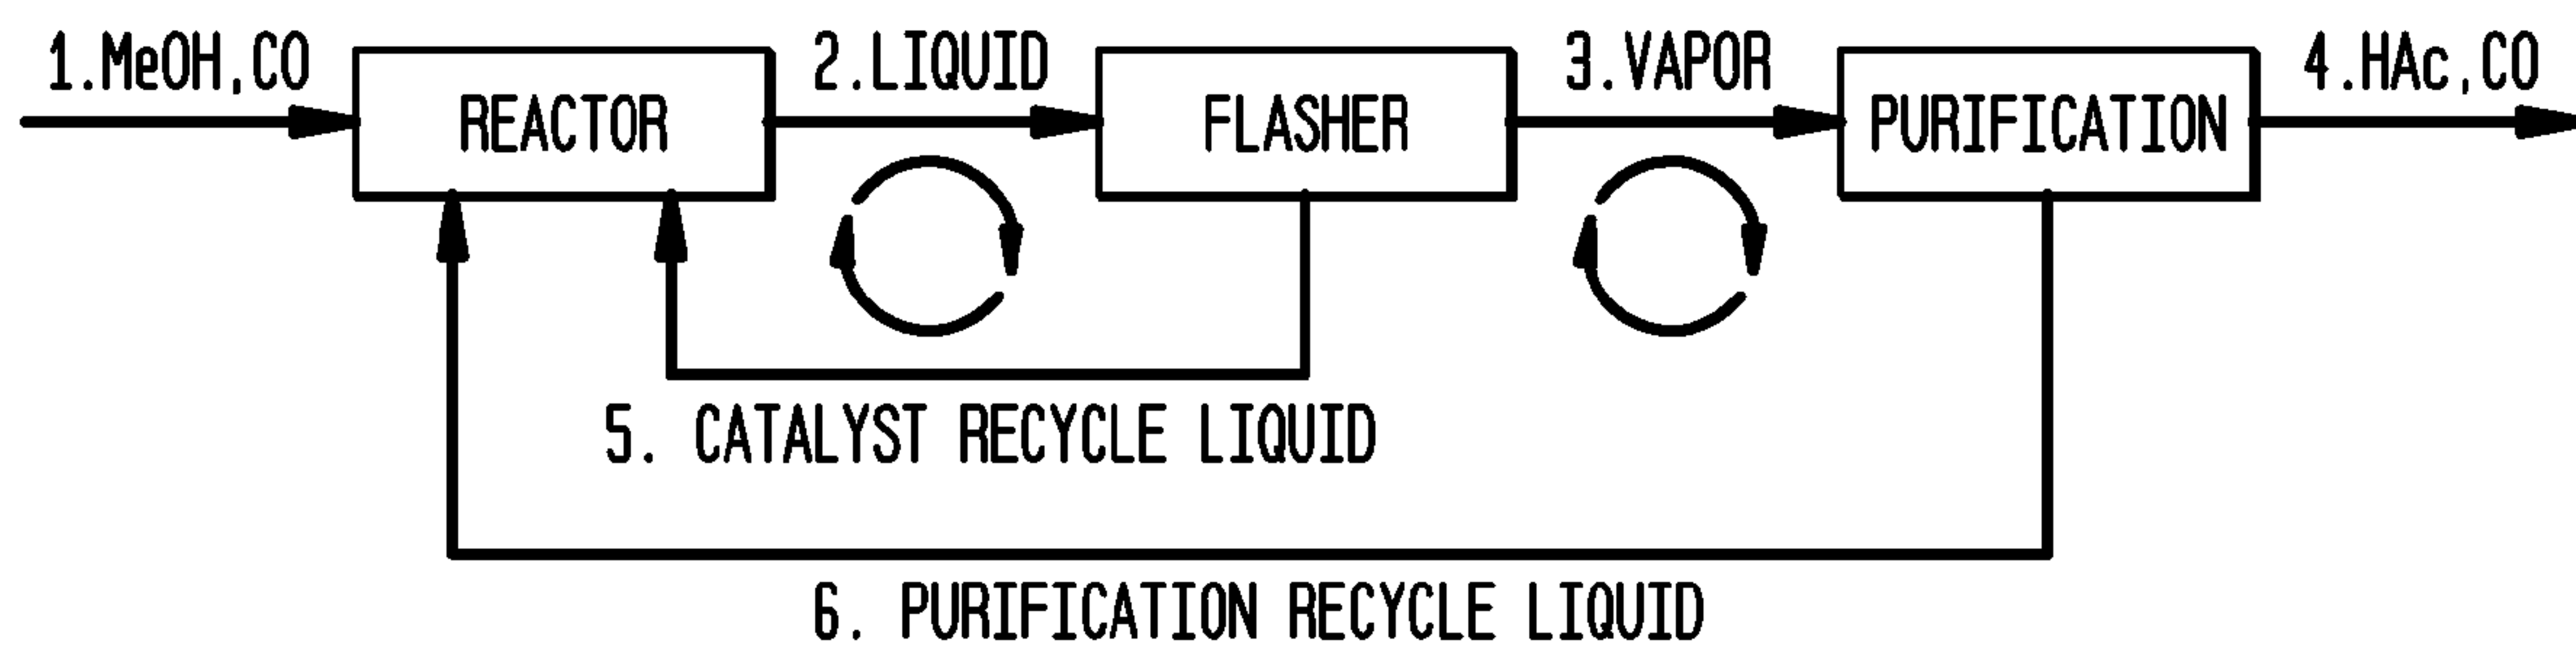 1.MeOH,CO
REACTOR
2.LIQUID
FLASHER
3.VAPOR
PURIFICATION
4.HAc,CO
5. CATALYST RECYCLE LIQUID
6. PURIFICATION RECYCLE LIQUID